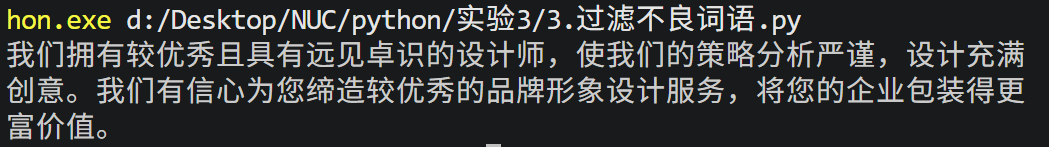 hon.exe d:/Desktop/NUC/python/实验3/3.过滤不良词语.py
我们拥有较优秀且具有远见卓识的设计师，使我们的策略分析严谨，设计充满
创意。我们有信心为您缔造较优秀的品牌形象设计服务，将您的企业包装得更
富价值。